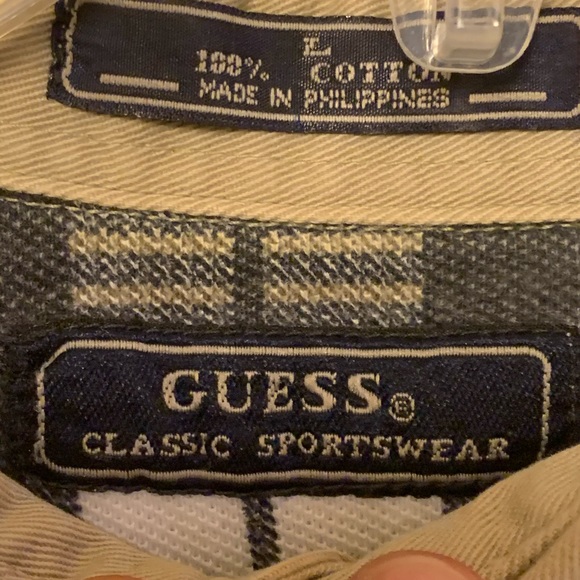 L
100% COTTON
MADE IN PHILIPPINES
GUESS®
CLASSIC SPORTSWEAR